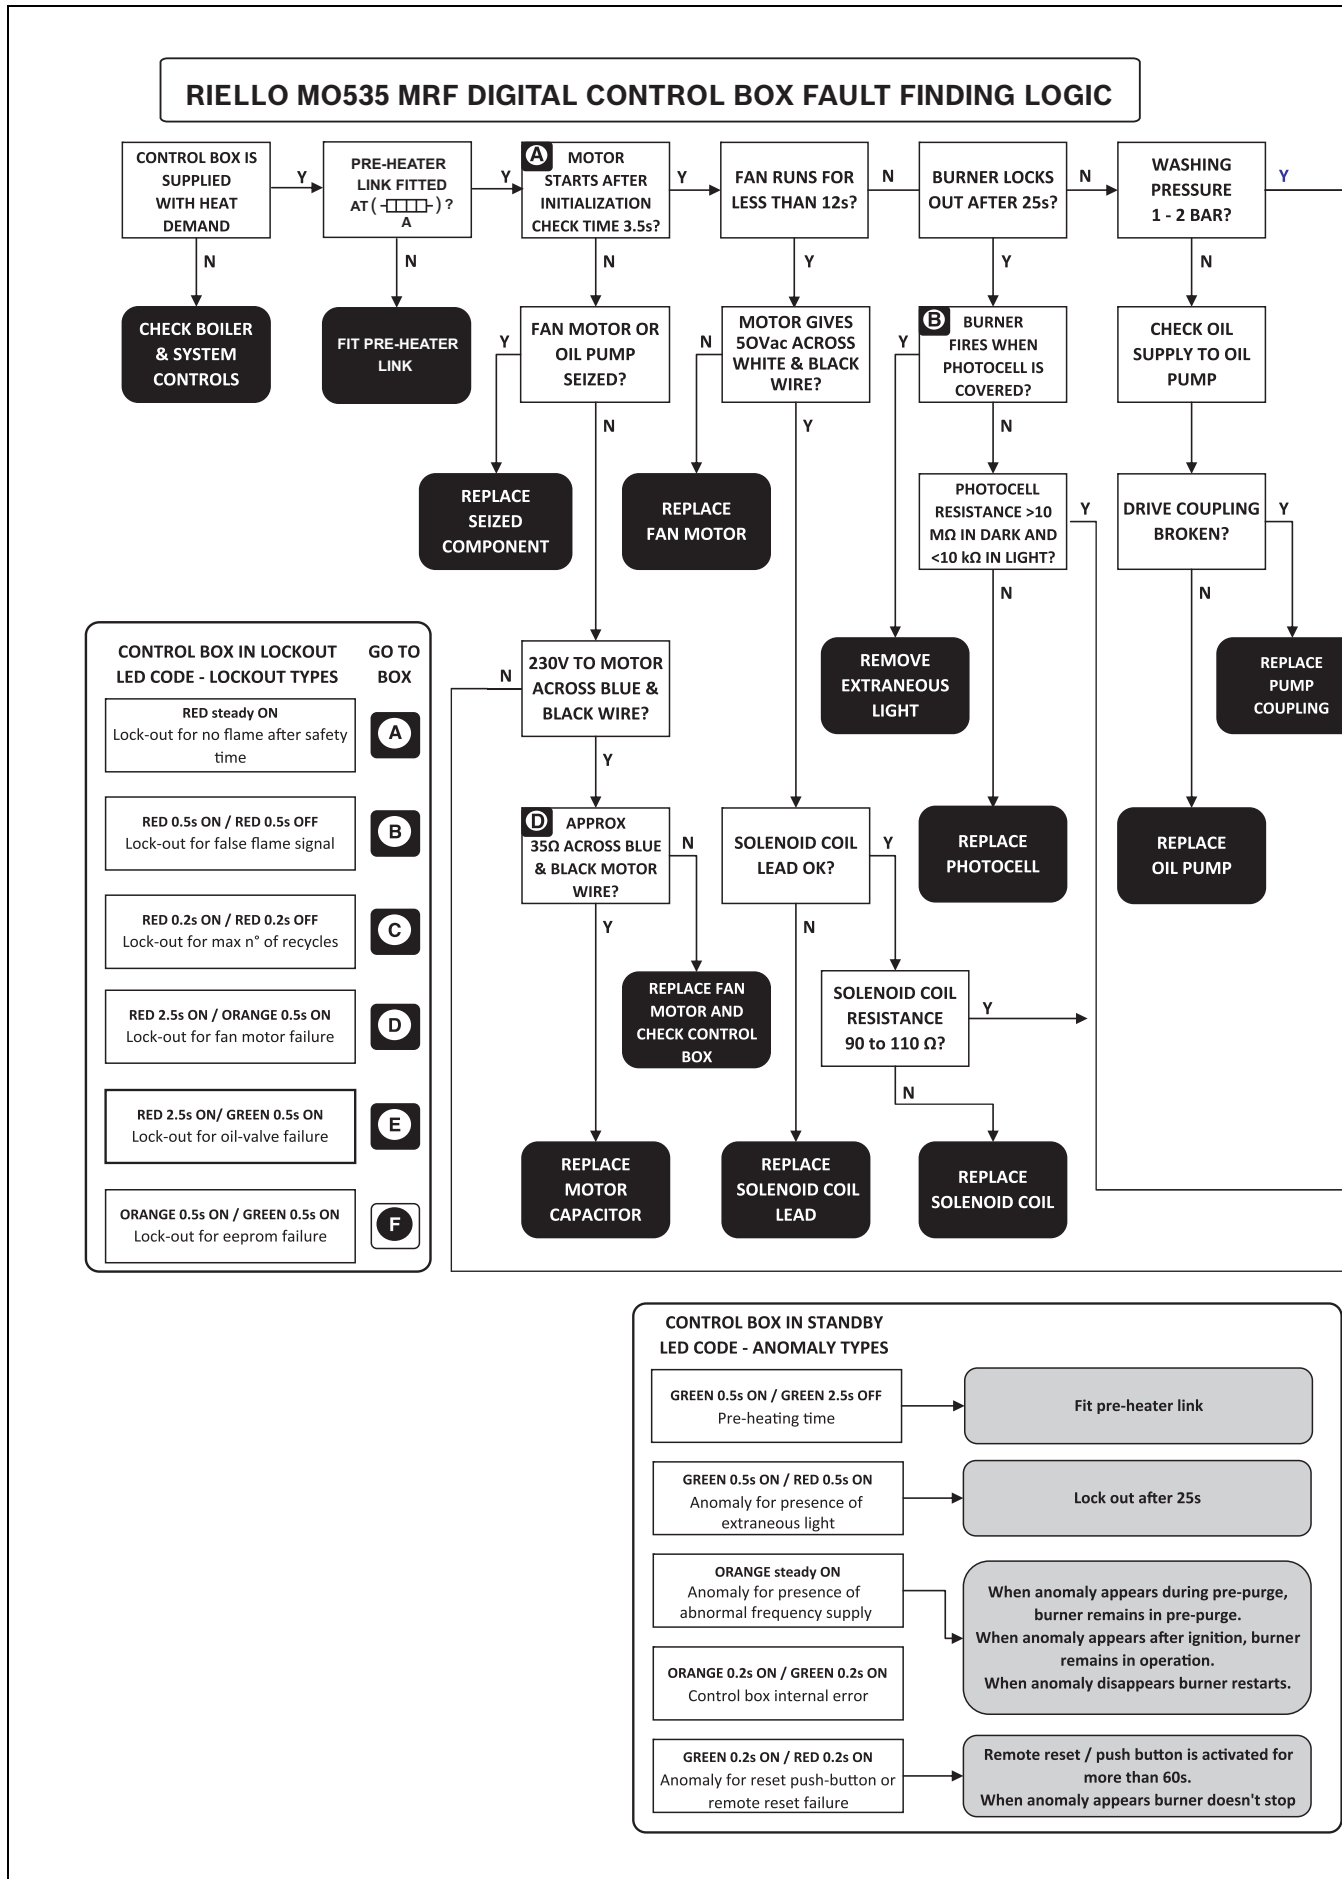 RIELLO MO535 MRF DIGITAL CONTROL BOX FAULT FINDING LOGIC
CONTROL BOX IS
SUPPLIED
WITH HEAT
DEMAND
Y
N
PRE-HEATER
LINK FITTED
AT ( ) ?
A
Y
N
A
MOTOR
STARTS AFTER
INITIALIZATION
CHECK TIME 3.5s?
Y
N
FAN RUNS FOR
LESS THAN 12s?
N
Y
BURNER LOCKS
OUT AFTER 25s?
N
Y
WASHING
PRESSURE
1 - 2 BAR?
Y
N
CHECK BOILER
& SYSTEM
CONTROLS
FIT PRE-HEATER
LINK
FAN MOTOR OR
OIL PUMP
SEIZED?
Y
N
MOTOR GIVES
50Vac ACROSS
WHITE & BLACK
WIRE?
N
Y
B
BURNER
FIRES WHEN
PHOTOCELL IS
COVERED?
Y
N
CHECK OIL
SUPPLY TO OIL
PUMP
REPLACE
SEIZED
COMPONENT
REPLACE
FAN MOTOR
PHOTOCELL
RESISTANCE >10
MΩ IN DARK AND
<10 kΩ IN LIGHT?
Y
N
DRIVE COUPLING
BROKEN?
Y
N
230V TO MOTOR
ACROSS BLUE &
BLACK WIRE?
N
Y
REMOVE
EXTRANEOUS
LIGHT
REPLACE
PUMP
COUPLING
D
APPROX
35Ω ACROSS BLUE
& BLACK MOTOR
WIRE?
N
Y
SOLENOID COIL
LEAD OK?
Y
N
REPLACE
PHOTOCELL
REPLACE
OIL PUMP
REPLACE FAN
MOTOR AND
CHECK CONTROL
BOX
SOLENOID COIL
RESISTANCE
90 to 110 Ω?
Y
N
REPLACE
MOTOR
CAPACITOR
REPLACE
SOLENOID COIL
LEAD
REPLACE
SOLENOID COIL
CONTROL BOX IN LOCKOUT
LED CODE - LOCKOUT TYPES
GO TO
BOX
RED steady ON
Lock-out for no flame after safety
time
A
RED 0.5s ON / RED 0.5s OFF
Lock-out for false flame signal
B
RED 0.2s ON / RED 0.2s OFF
Lock-out for max n° of recycles
C
RED 2.5s ON / ORANGE 0.5s ON
Lock-out for fan motor failure
D
RED 2.5s ON/ GREEN 0.5s ON
Lock-out for oil-valve failure
E
ORANGE 0.5s ON / GREEN 0.5s ON
Lock-out for eeprom failure
F
CONTROL BOX IN STANDBY
LED CODE - ANOMALY TYPES
GREEN 0.5s ON / GREEN 2.5s OFF
Pre-heating time
Fit pre-heater link
GREEN 0.5s ON / RED 0.5s ON
Anomaly for presence of
extraneous light
Lock out after 25s
ORANGE steady ON
Anomaly for presence of
abnormal frequency supply
When anomaly appears during pre-purge,
burner remains in pre-purge.
When anomaly appears after ignition, burner
remains in operation.
When anomaly disappears burner restarts.
ORANGE 0.2s ON / GREEN 0.2s ON
Control box internal error
GREEN 0.2s ON / RED 0.2s ON
Anomaly for reset push-button or
remote reset failure
Remote reset / push button is activated for
more than 60s.
When anomaly appears burner doesn't stop